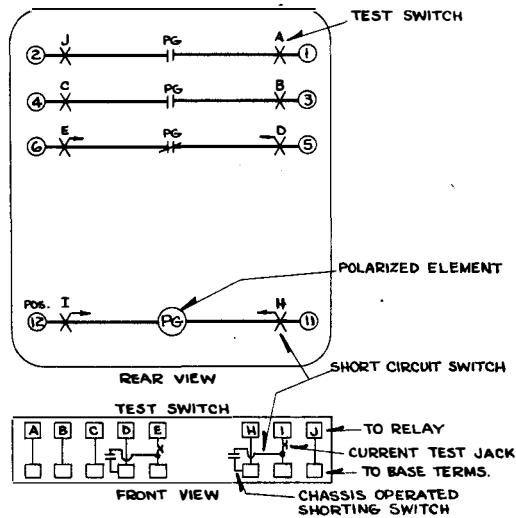 TEST SWITCH
J PG A
2 1
C PG B
4 3
E PG D
6 5
POLARIZED ELEMENT
POS. I H
12 PG 11
REAR VIEW
SHORT CIRCUIT SWITCH
TEST SWITCH
A B C D E H I J
TO RELAY
CURRENT TEST JACK
TO BASE TERMS.
FRONT VIEW
CHASSIS OPERATED
SHORTING SWITCH